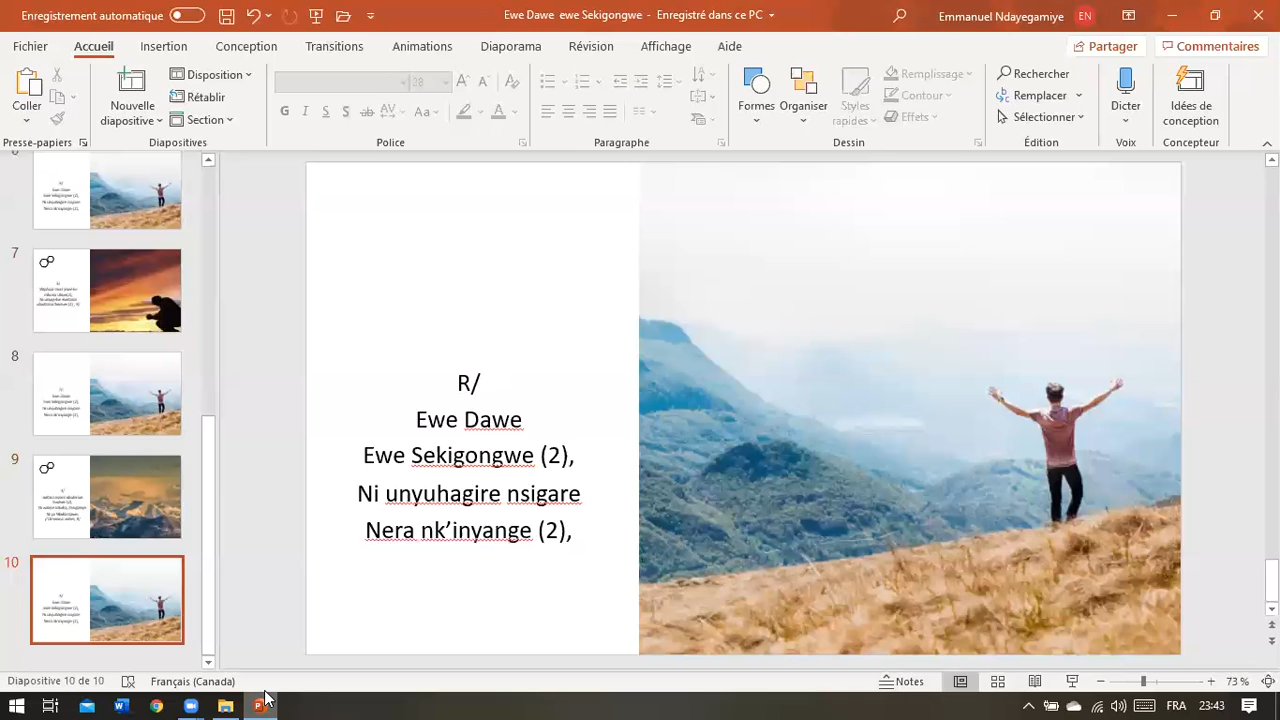 Enregistrement automatique
Ewe Dawe ewe Sekigongwe - Enregistré dans ce PC
Emmanuel Ndayegamiye EN
Fichier Accueil Insertion Conception Transitions Animations Diaporama Révision Affichage Aide Partager Commentaires
Coller
Nouvelle diapositive
Disposition
Rétablir
Section
28
G I S S ab AV Aa A
Formes
Organiser
Styles rapides
Remplissage
Contour
Effets
Rechercher
Remplacer
Sélectionner
Dicter
Idées de conception
Presse-papiers Diapositives Police Paragraphe Dessin Édition Voix Concepteur
7
8
9
10
R/
Ewe Dawe
Ewe Sekigongwe (2),
Ni unyuhagire nsigare
Nera nk'inyange (2),
Diapositive 10 de 10 Français (Canada) Notes 73 %
FRA